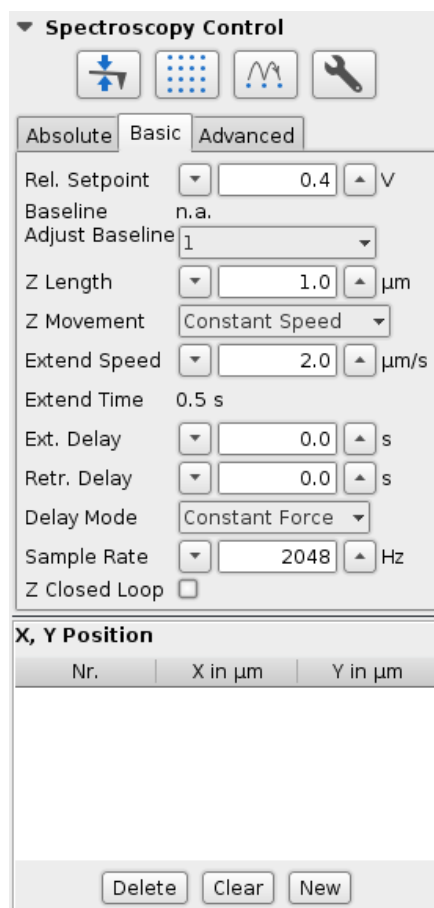 Spectroscopy Control
Absolute Basic Advanced
Rel. Setpoint 0.4 V
Baseline n.a.
Adjust Baseline 1
Z Length 1.0 μm
Z Movement Constant Speed
Extend Speed 2.0 μm/s
Extend Time 0.5 s
Ext. Delay 0.0 s
Retr. Delay 0.0 s
Delay Mode Constant Force
Sample Rate 2048 Hz
Z Closed Loop
X, Y Position
Nr. X in μm Y in μm
Delete Clear New